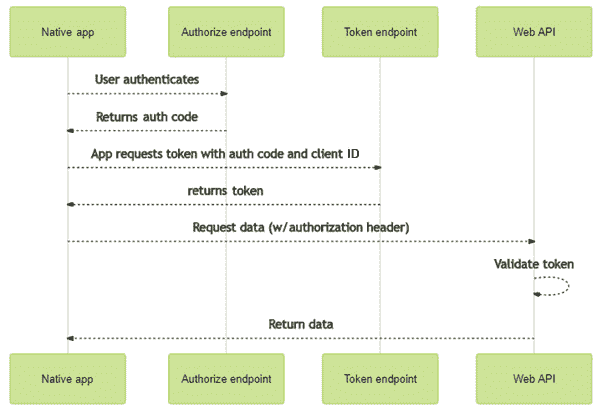 Native app
Authorize endpoint
Token endpoint
Web API
User authenticates
Returns auth code
App requests token with auth code and client ID
returns token
Request data (w/authorization header)
Validate token
Return data
Native app
Authorize endpoint
Token endpoint
Web API